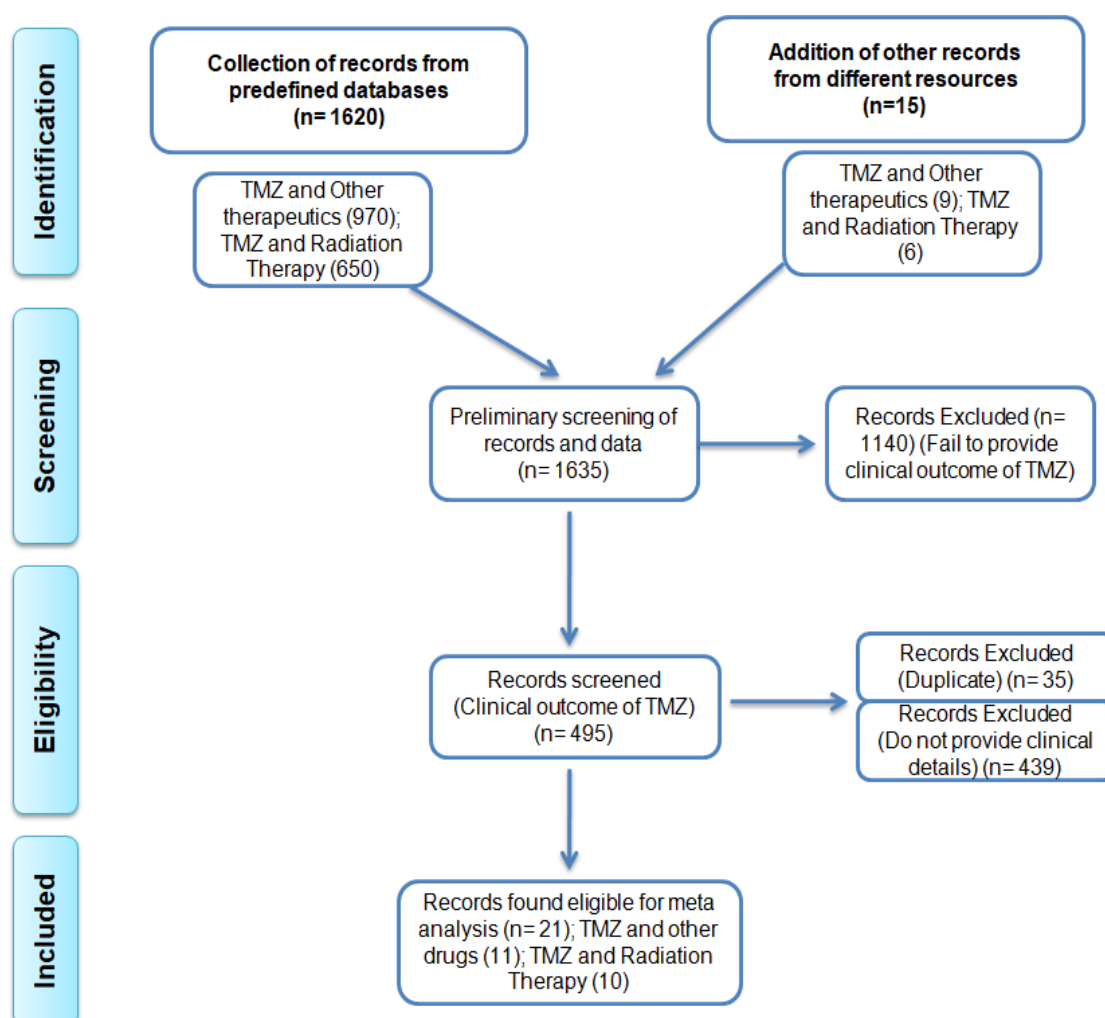 Identification
Collection of records from
predefined databases
(n= 1620)
Addition of other records
from different resources
(n=15)
TMZ and Other
therapeutics (970);
TMZ and Radiation
Therapy (650)
TMZ and Other
therapeutics (9); TMZ
and Radiation Therapy
(6)
Screening
Preliminary screening of
records and data
(n= 1635)
Records Excluded (n=
1140) (Fail to provide
clinical outcome of TMZ)
Eligibility
Records screened
(Clinical outcome of TMZ)
(n= 495)
Records Excluded
(Duplicate) (n= 35)
Records Excluded
(Do not provide clinical
details) (n= 439)
Included
Records found eligible for meta
analysis (n= 21); TMZ and other
drugs (11); TMZ and Radiation
Therapy (10)